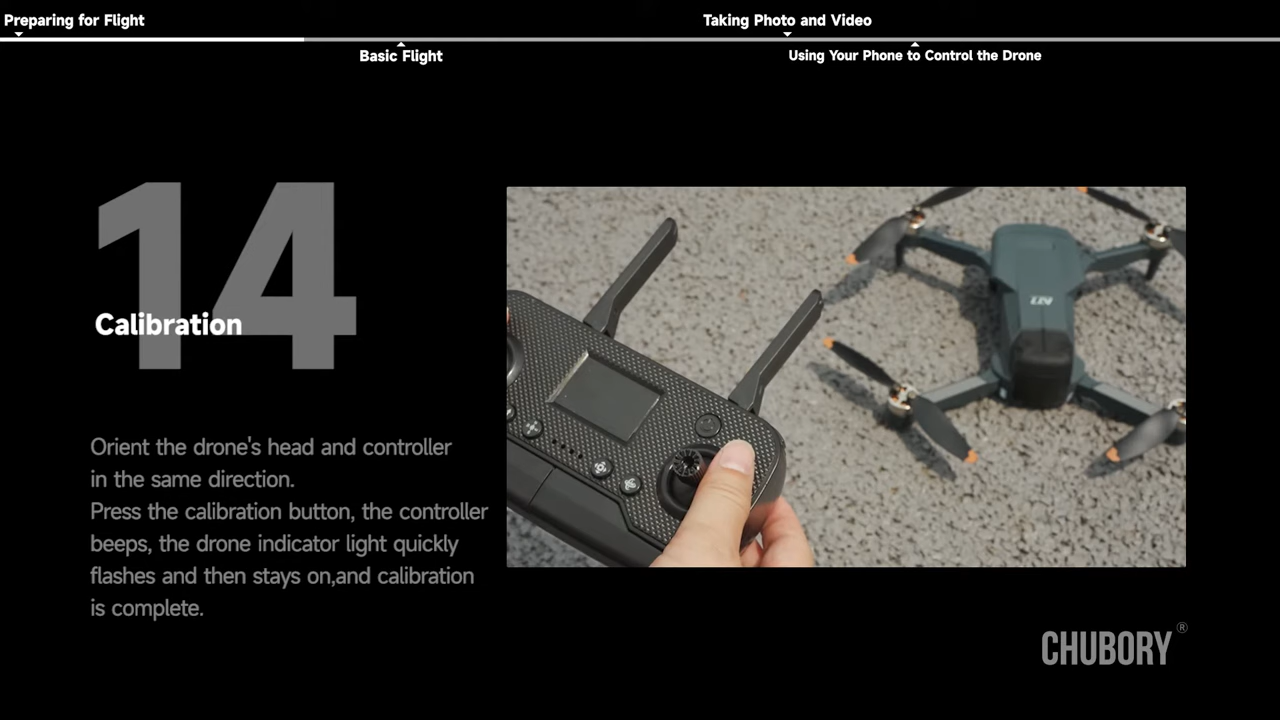 Preparing for Flight
Taking Photo and Video
Basic Flight
Using Your Phone to Control the Drone
14
Calibration
Orient the drone's head and controller
in the same direction.
Press the calibration button, the controller
beeps, the drone indicator light quickly
flashes and then stays on,and calibration
is complete.
CHUBORY®